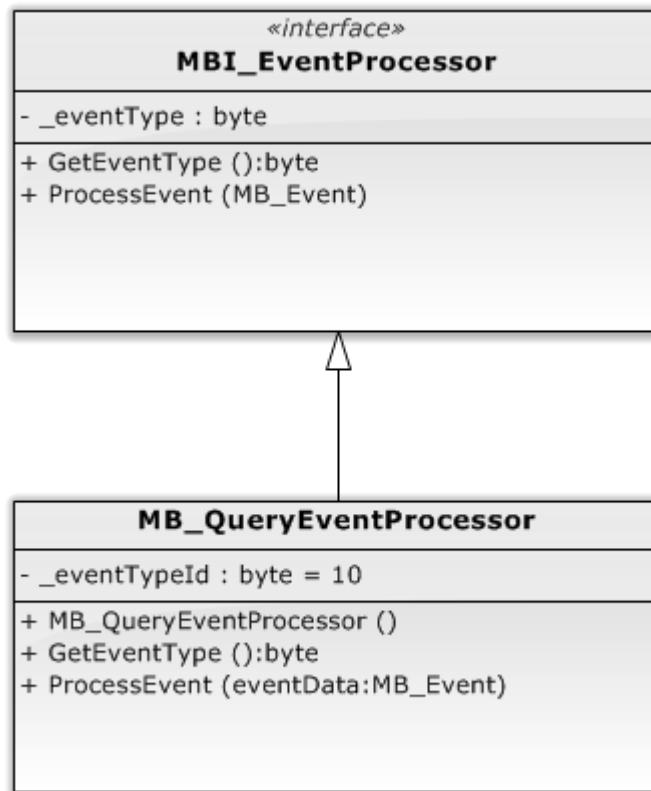 «interface»
MBI_EventProcessor
- _eventType : byte
+ GetEventType ():byte
+ ProcessEvent (MB_Event)
MB_QueryEventProcessor
- _eventTypeId : byte = 10
+ MB_QueryEventProcessor ()
+ GetEventType ():byte
+ ProcessEvent (eventData:MB_Event)